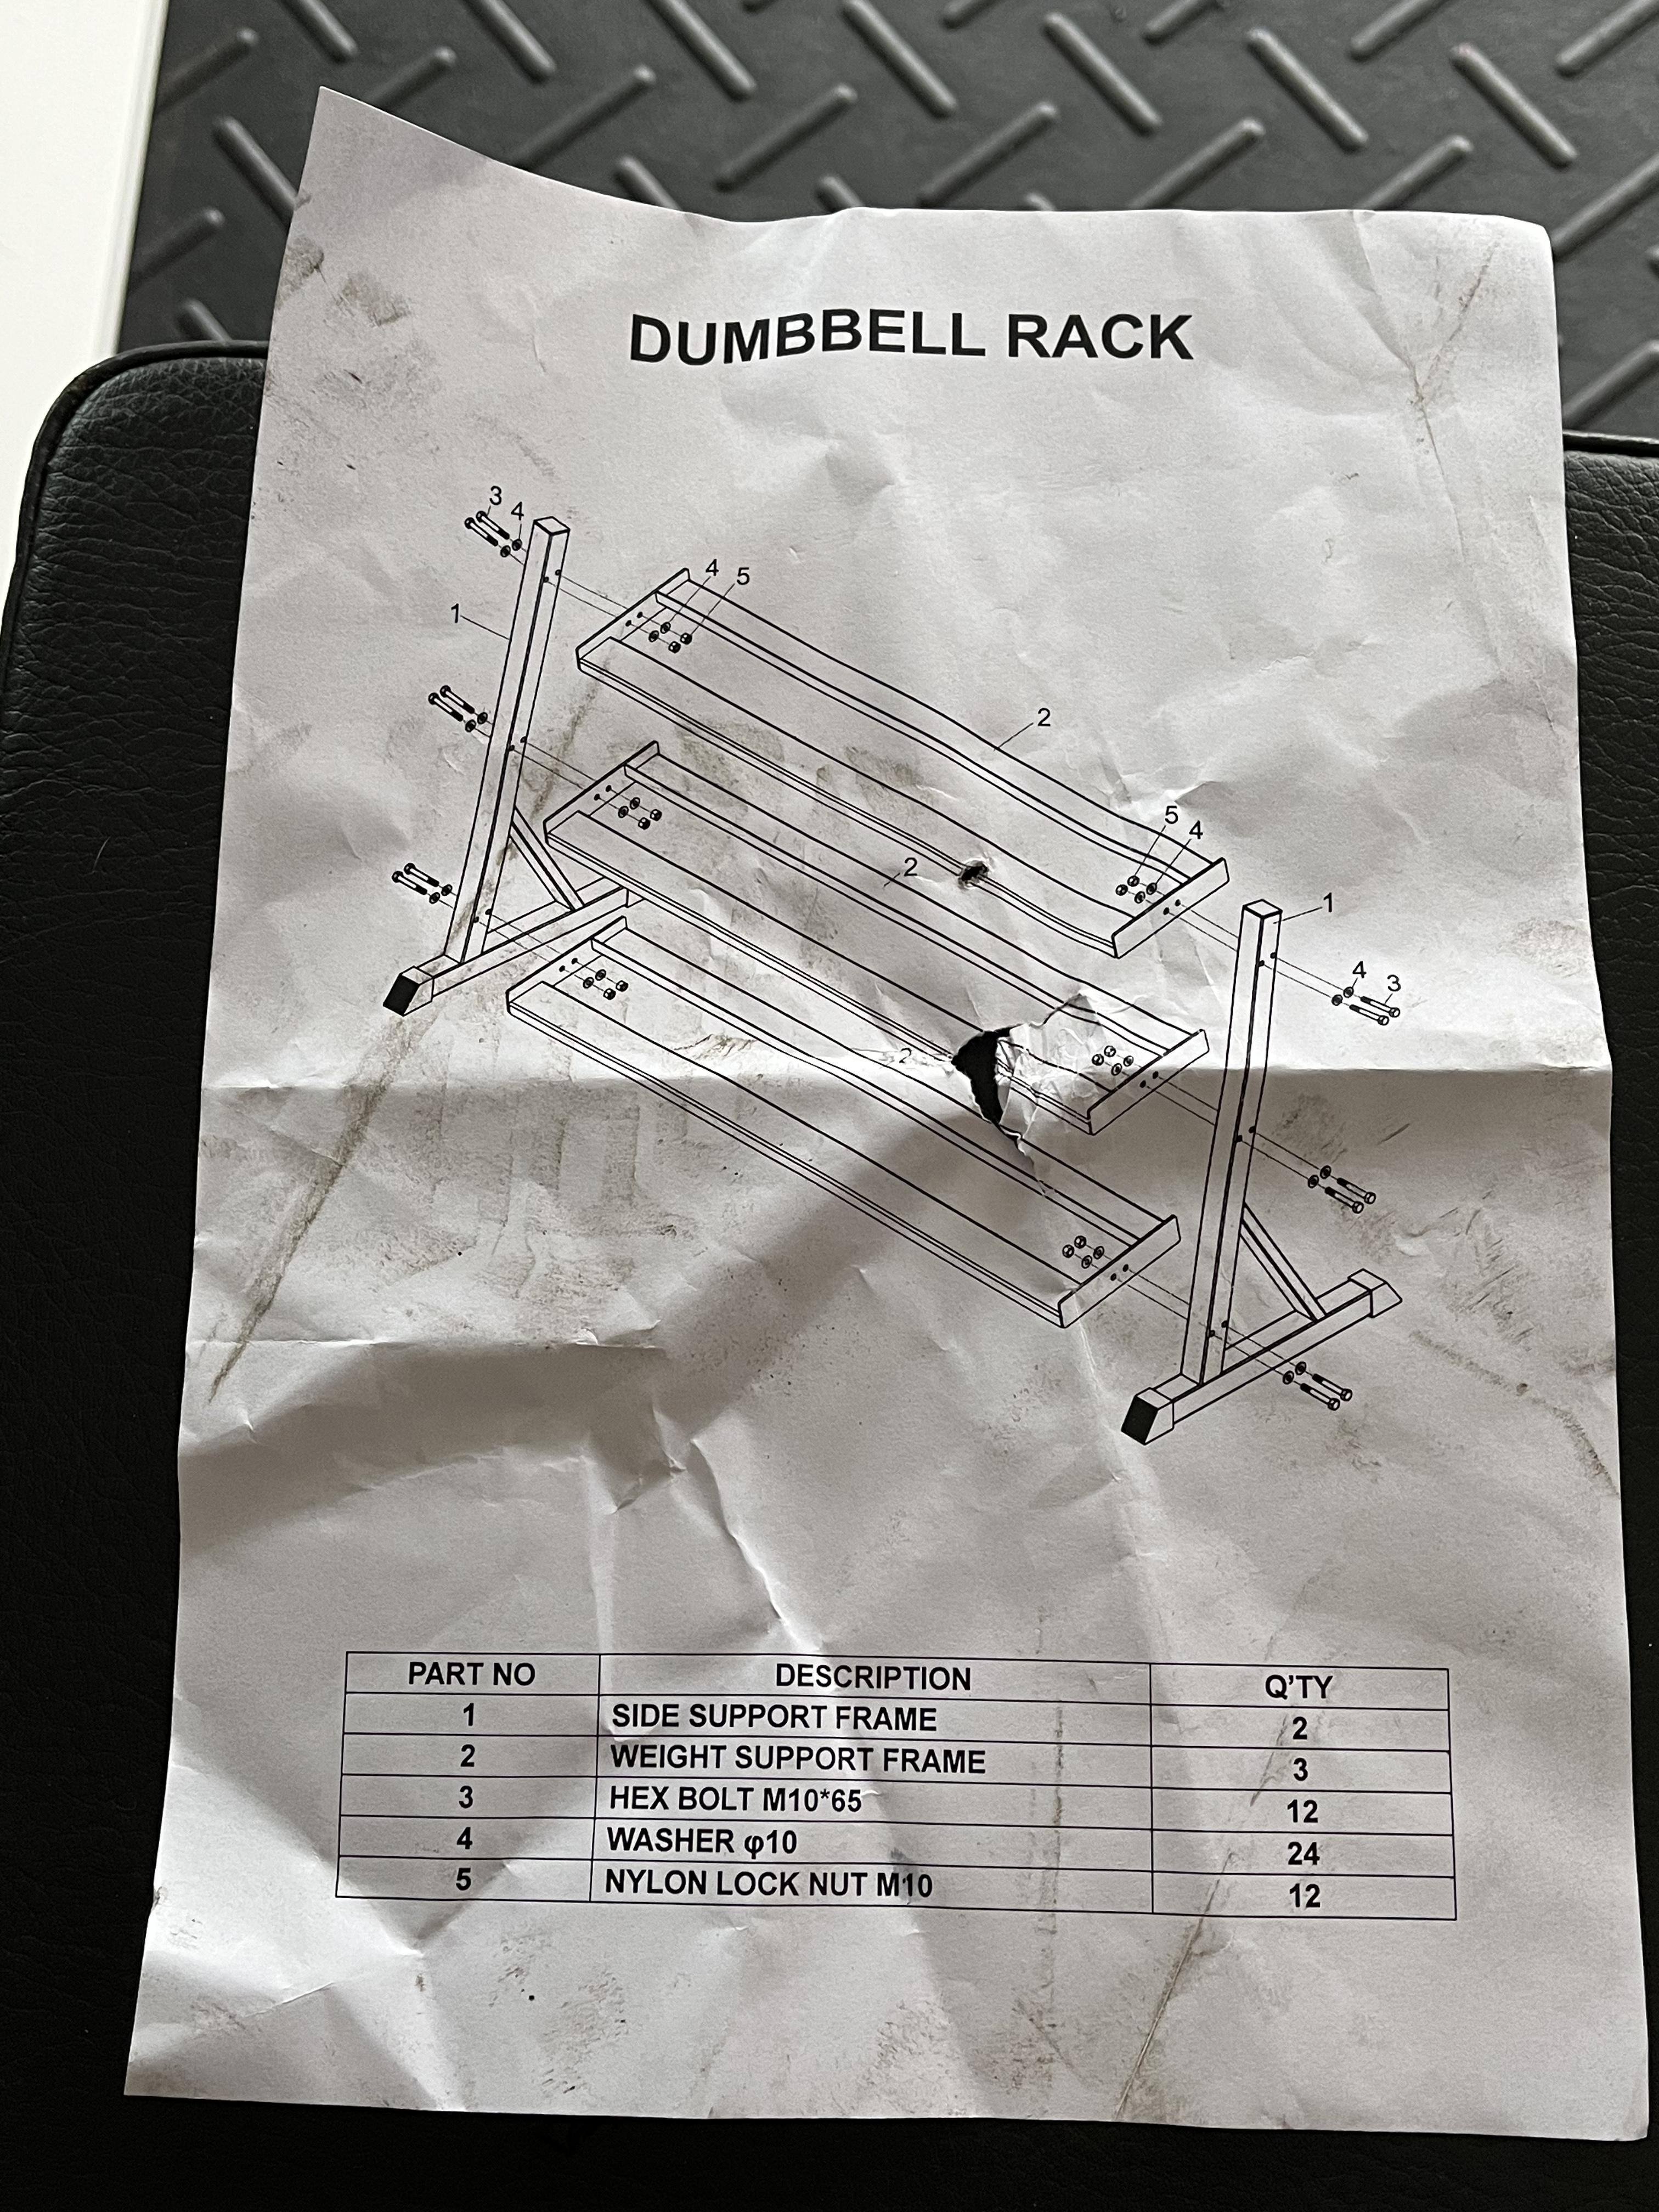 DUMBBELL RACK
3
4
4 5
1
2
5
4
2
1
4
3
2
PART NO DESCRIPTION Q'TY
1 SIDE SUPPORT FRAME 2
2 WEIGHT SUPPORT FRAME 3
3 HEX BOLT M10*65 12
4 WASHER φ10 24
5 NYLON LOCK NUT M10 12